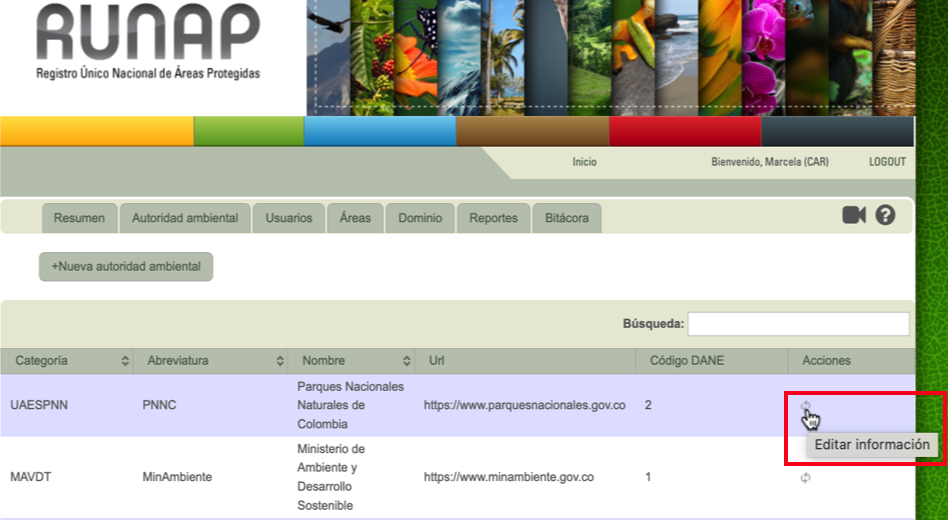 RUNAP
Registro Único Nacional de Áreas Protegidas
Inicio
Bienvenido, Marcela (CAR)
LOGOUT
Resumen
Autoridad ambiental
Usuarios
Áreas
Dominio
Reportes
Bitácora
+Nueva autoridad ambiental
Búsqueda:
Categoría
Abreviatura
Nombre
Url
Código DANE
Acciones
UAESPNN
PNNC
Parques Nacionales
Naturales de
Colombia
https://www.parquesnacionales.gov.co
2
Editar información
MAVDT
MinAmbiente
Ministerio de
Ambiente y
Desarrollo
Sostenible
https://www.minambiente.gov.co
1